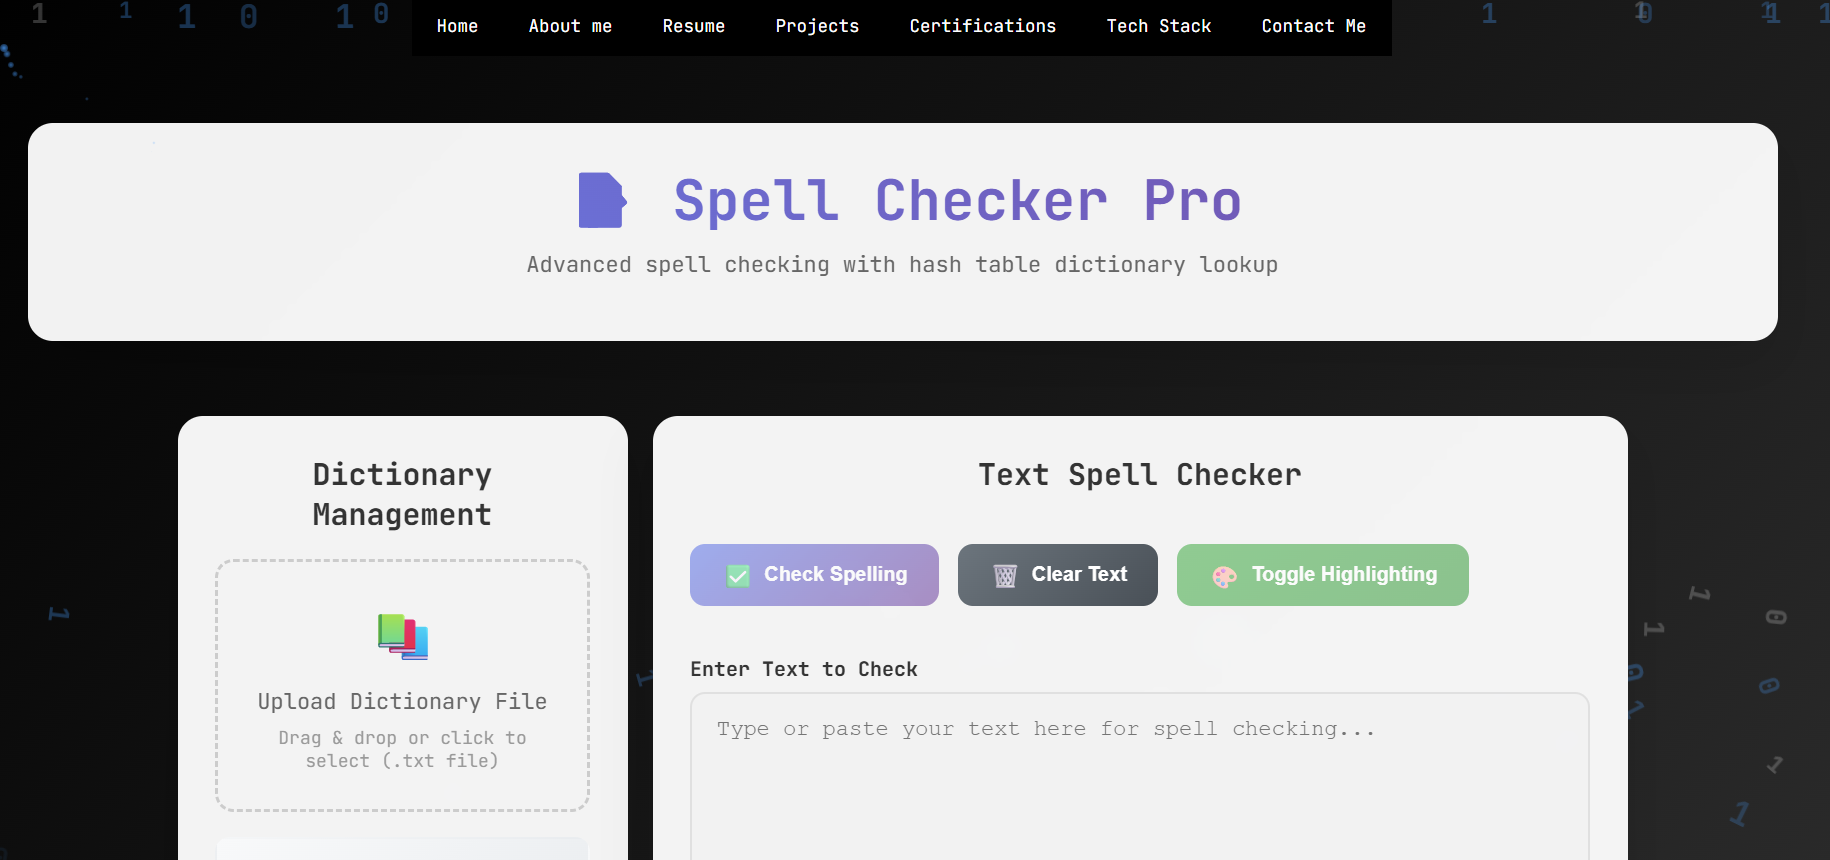 Home About me Resume Projects Certifications Tech Stack Contact Me
Spell Checker Pro
Advanced spell checking with hash table dictionary lookup
Dictionary
Management
Upload Dictionary File
Drag & drop or click to
select (.txt file)
Text Spell Checker
Check Spelling
Clear Text
Toggle Highlighting
Enter Text to Check
Type or paste your text here for spell checking...